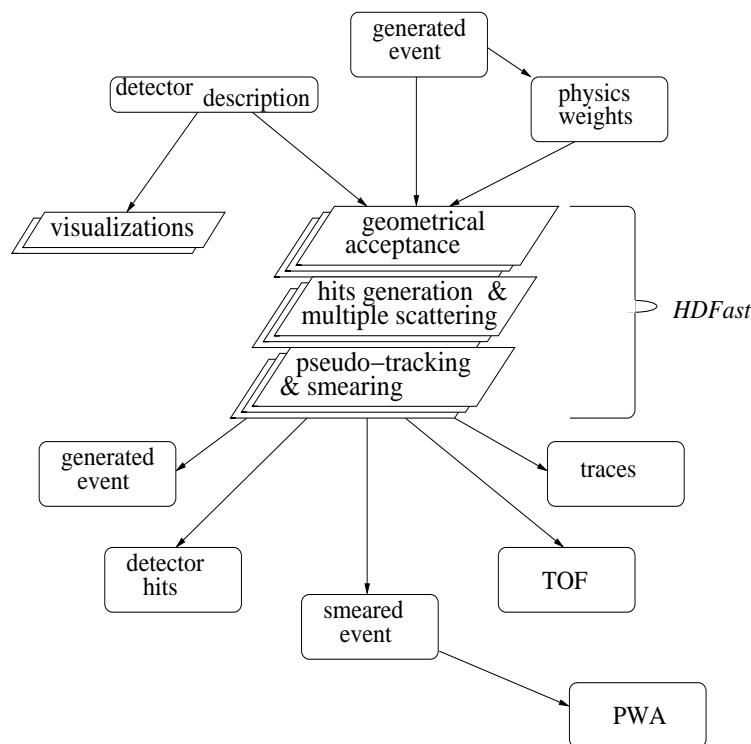 generated
event
detector description
physics
weights
visualizations
geometrical
acceptance
hits generation &
multiple scattering
HDFast
pseudo-tracking
& smearing
generated
event
traces
detector
hits
TOF
smeared
event
PWA